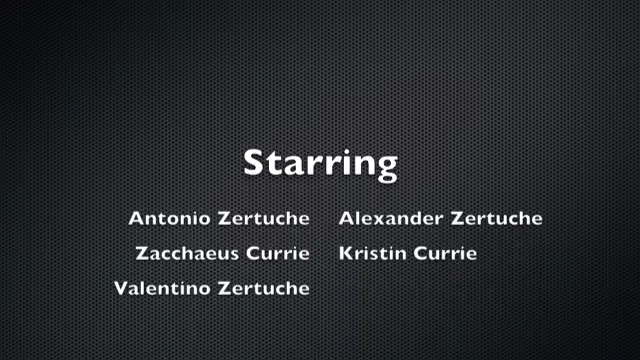 Starring
Antonio Zertuche Alexander Zertuche
Zacchaeus Currie Kristin Currie
Valentino Zertuche